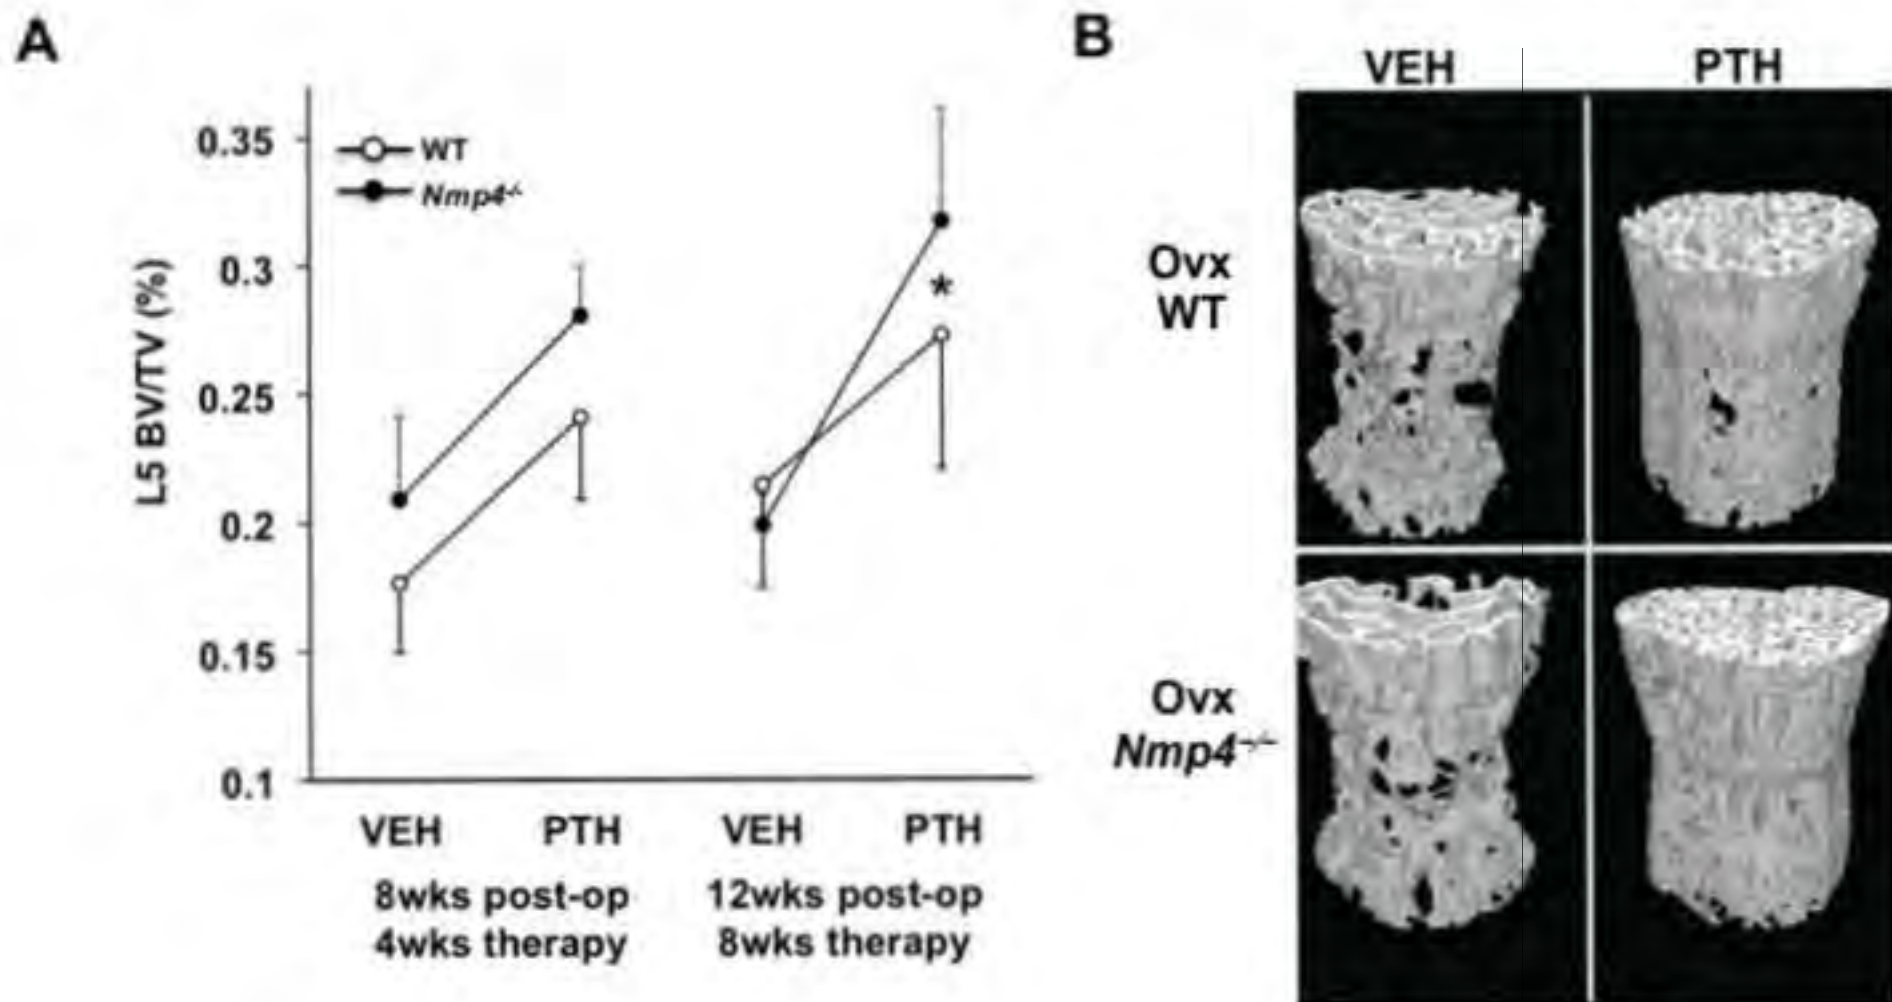 A
B
VEH
PTH
0.35
0.3
0.25
0.2
0.15
0.1
L5 BV/TV (%)
WT
Nmp4-/-
*
VEH
PTH
VEH
PTH
8wks post-op
4wks therapy
12wks post-op
8wks therapy
Ovx
WT
Ovx
Nmp4-/-